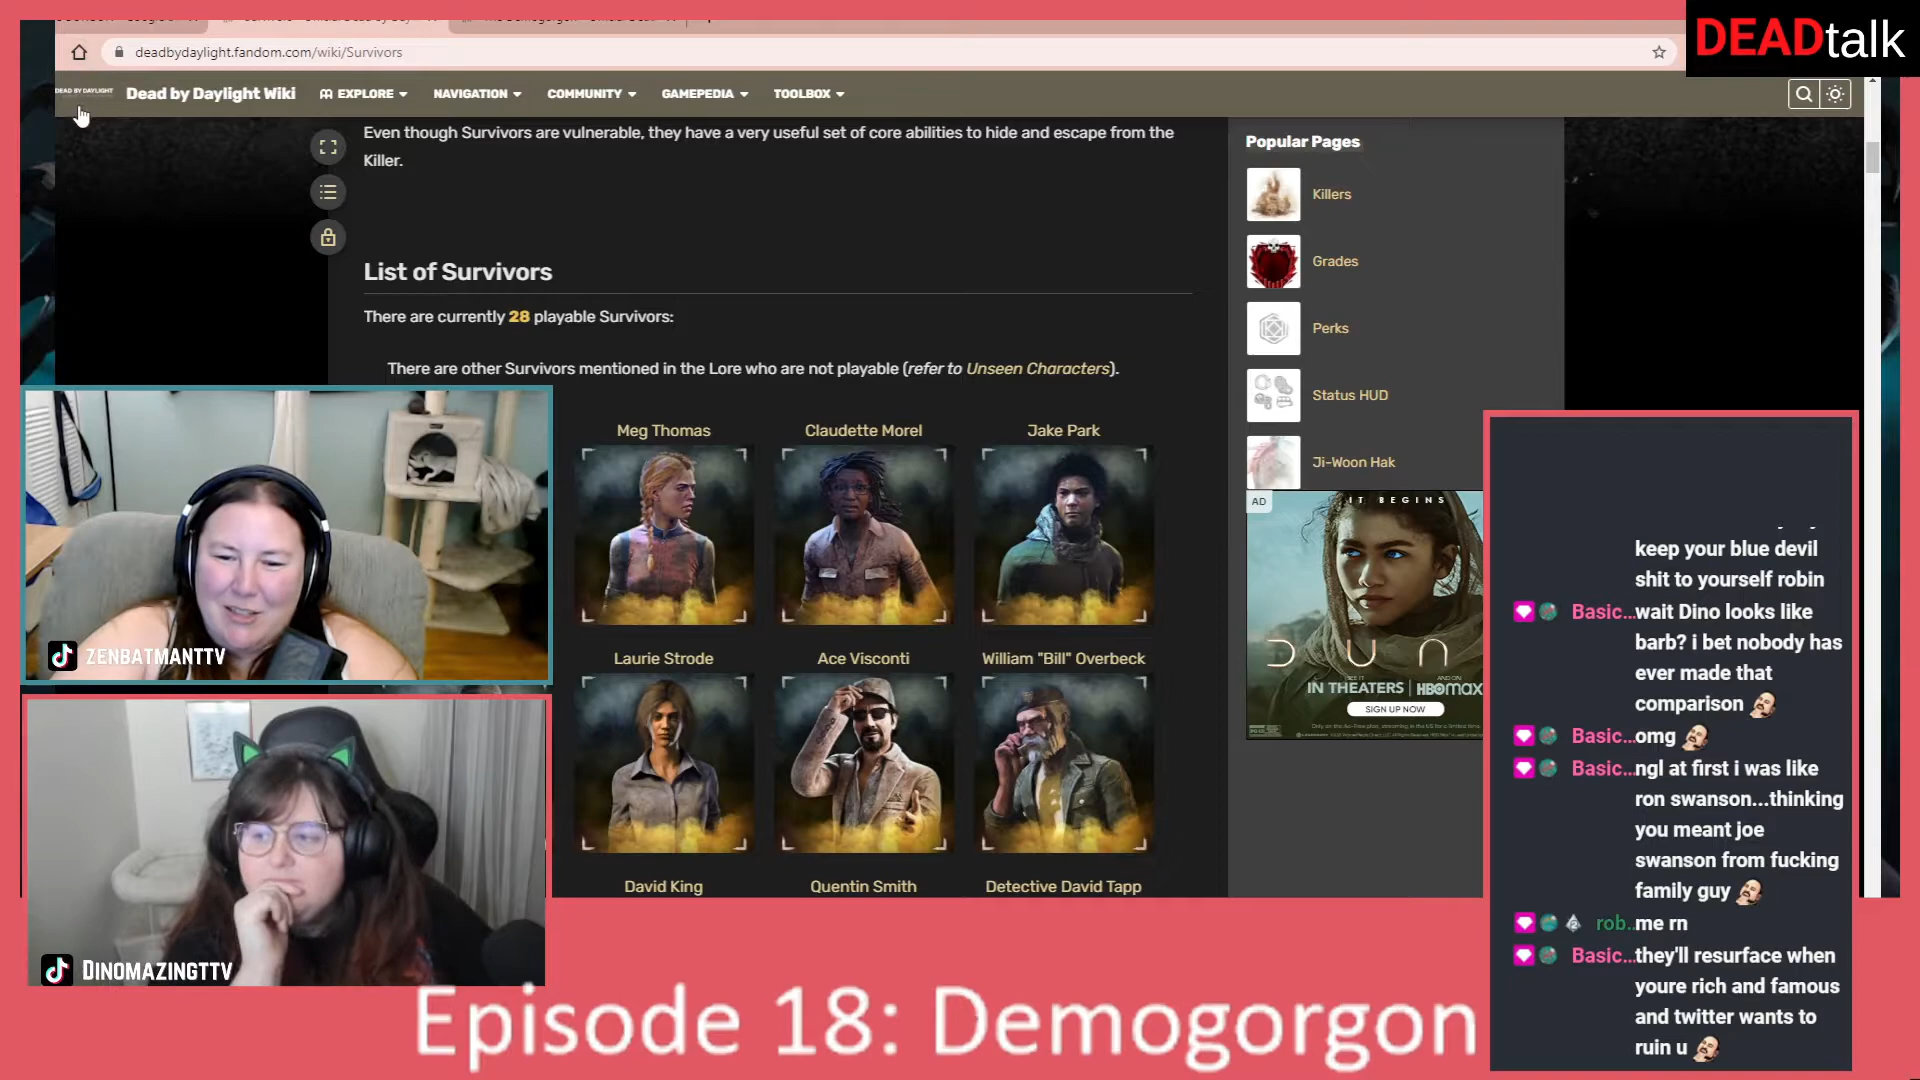 DEADtalk
deadbydaylight.fandom.com/wiki/Survivors
DEAD BY DAYLIGHT
Dead by Daylight Wiki
EXPLORE
NAVIGATION
COMMUNITY
GAMEPEDIA
TOOLBOX
Even though Survivors are vulnerable, they have a very useful set of core abilities to hide and escape from the
Killer.
List of Survivors
There are currently 28 playable Survivors:
There are other Survivors mentioned in the Lore who are not playable (refer to Unseen Characters).
Meg Thomas
Claudette Morel
Jake Park
Laurie Strode
Ace Visconti
William "Bill" Overbeck
David King
Quentin Smith
Detective David Tapp
Popular Pages
Killers
Grades
Perks
Status HUD
Ji-Woon Hak
AD
IT BEGINS
DUN
IN THEATERS | HBOMAX
SIGN UP NOW
ZENBATMANTTV
DINOMAZINGTTV
keep your blue devil
shit to yourself robin
Basic...wait Dino looks like
barb? i bet nobody has
ever made that
comparison
Basic...omg
Basic...ngl at first i was like
ron swanson...thinking
you meant joe
swanson from fucking
family guy
rob..me rn
Basic...they'll resurface when
youre rich and famous
and twitter wants to
ruin u
Episode 18: Demogorgon